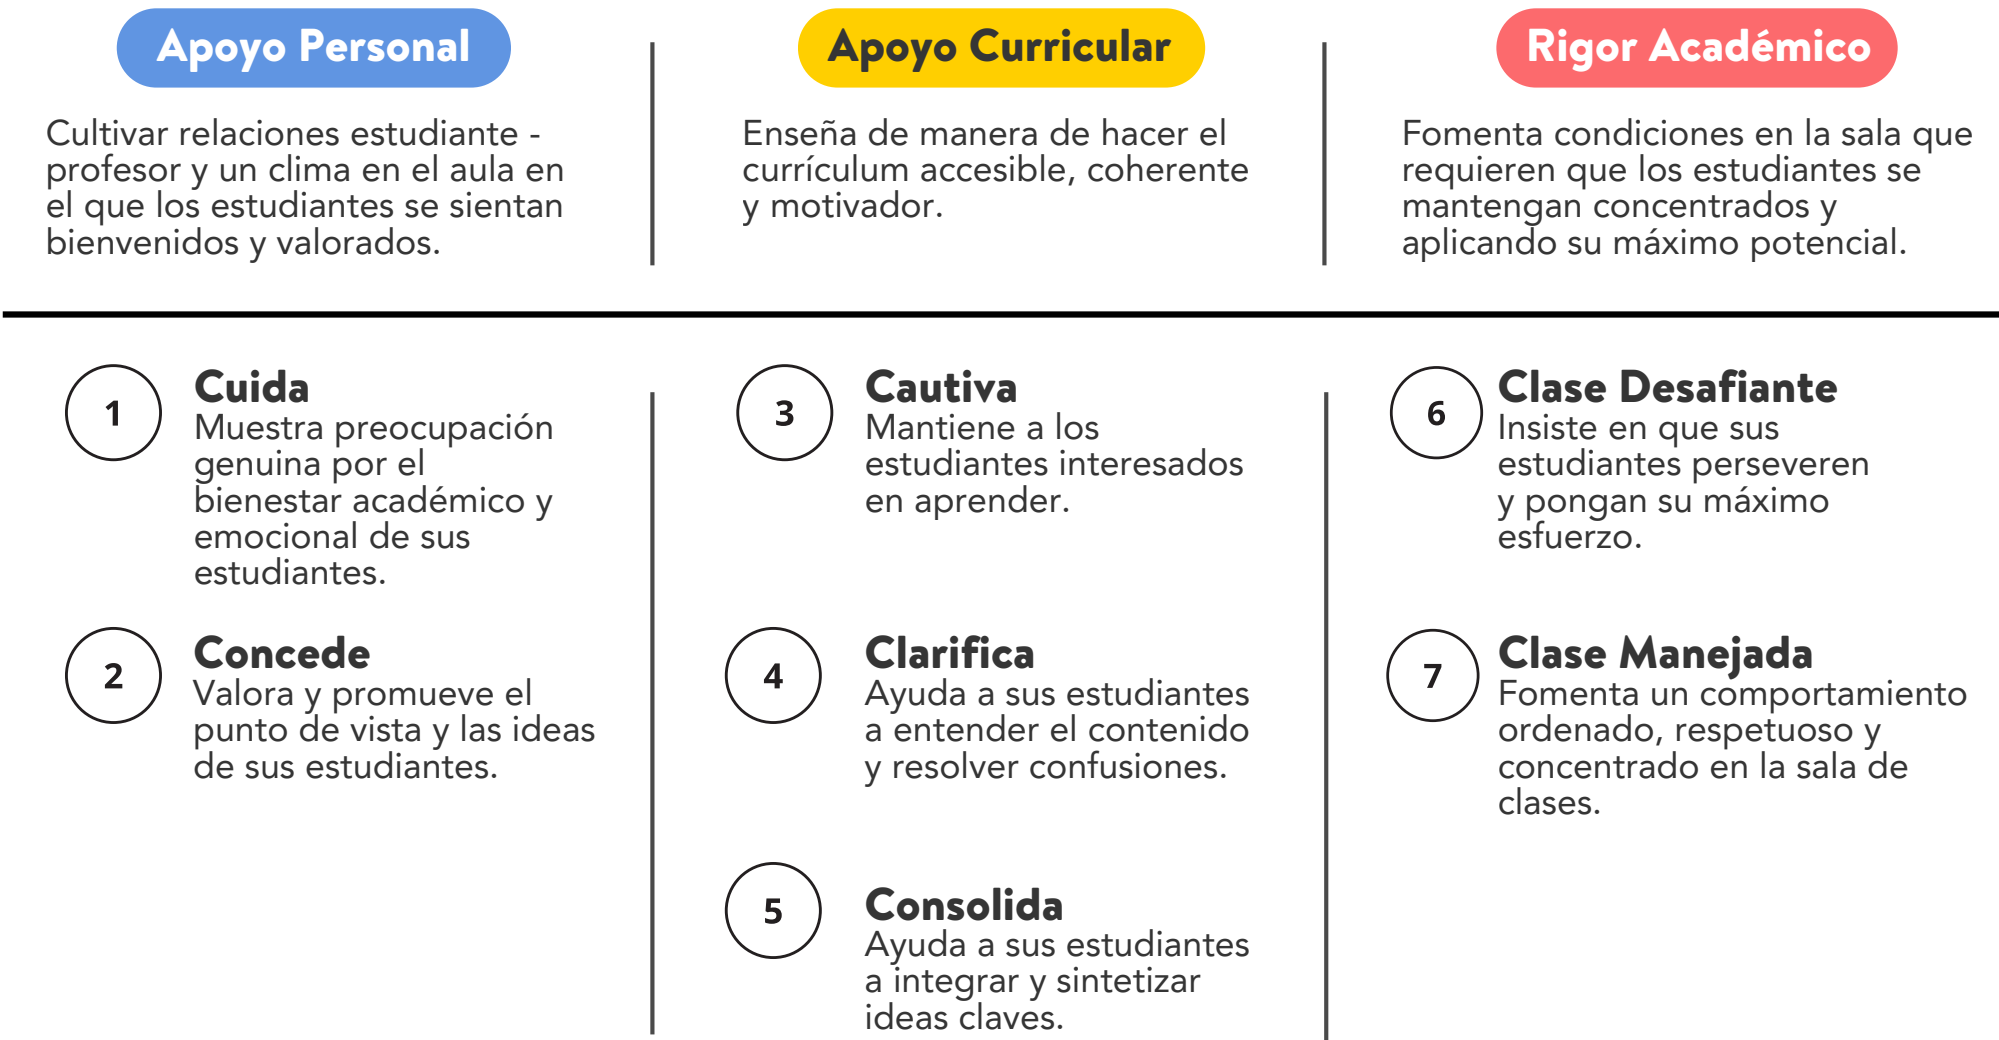 Apoyo Personal
Cultivar relaciones estudiante -
profesor y un clima en el aula en
el que los estudiantes se sientan
bienvenidos y valorados.
Apoyo Curricular
Enseña de manera de hacer el
currículum accesible, coherente
y motivador.
Rigor Académico
Fomenta condiciones en la sala que
requieren que los estudiantes se
mantengan concentrados y
aplicando su máximo potencial.
1
Cuida
Muestra preocupación
genuina por el
bienestar académico y
emocional de sus
estudiantes.
2
Concede
Valora y promueve el
punto de vista y las ideas
de sus estudiantes.
3
Cautiva
Mantiene a los
estudiantes interesados
en aprender.
4
Clarifica
Ayuda a sus estudiantes
a entender el contenido
y resolver confusiones.
5
Consolida
Ayuda a sus estudiantes
a integrar y sintetizar
ideas claves.
6
Clase Desafiante
Insiste en que sus
estudiantes perseveren
y pongan su máximo
esfuerzo.
7
Clase Manejada
Fomenta un comportamiento
ordenado, respetuoso y
concentrado en la sala de
clases.